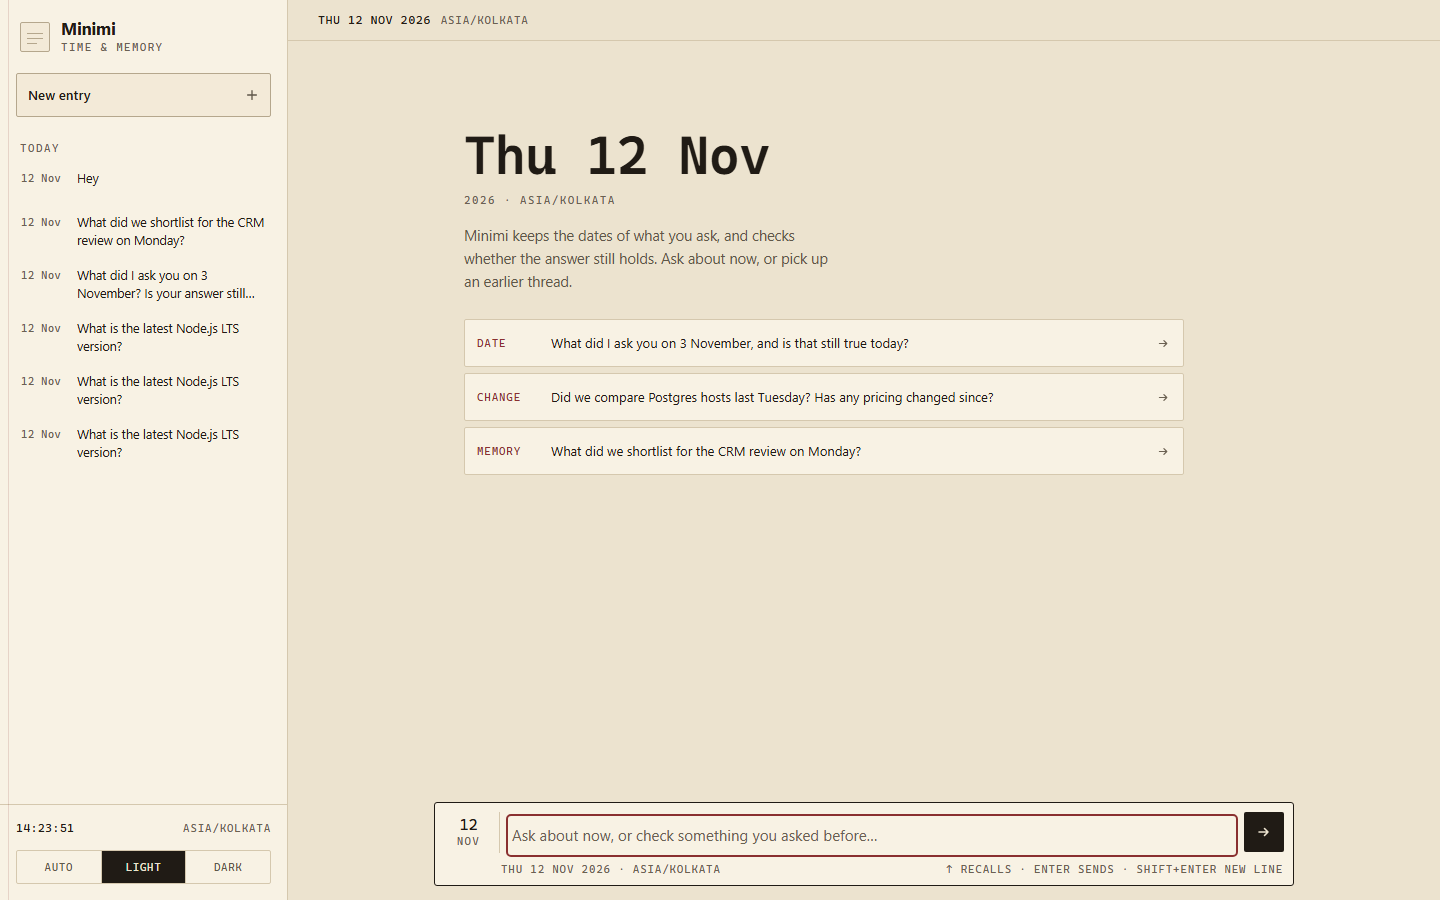 Minimi
TIME & MEMORY
New entry
TODAY
12 Nov Hey
12 Nov What did we shortlist for the CRM
review on Monday?
12 Nov What did I ask you on 3
November? Is your answer still...
12 Nov What is the latest Node.js LTS
version?
12 Nov What is the latest Node.js LTS
version?
12 Nov What is the latest Node.js LTS
version?
14:23:51 ASIA/KOLKATA
AUTO LIGHT DARK
THU 12 NOV 2026 ASIA/KOLKATA
Thu 12 Nov
2026 · ASIA/KOLKATA
Minimi keeps the dates of what you ask, and checks
whether the answer still holds. Ask about now, or pick up
an earlier thread.
DATE What did I ask you on 3 November, and is that still true today? →
CHANGE Did we compare Postgres hosts last Tuesday? Has any pricing changed since? →
MEMORY What did we shortlist for the CRM review on Monday? →
12
NOV
Ask about now, or check something you asked before...
THU 12 NOV 2026 · ASIA/KOLKATA
↑ RECALLS · ENTER SENDS · SHIFT+ENTER NEW LINE